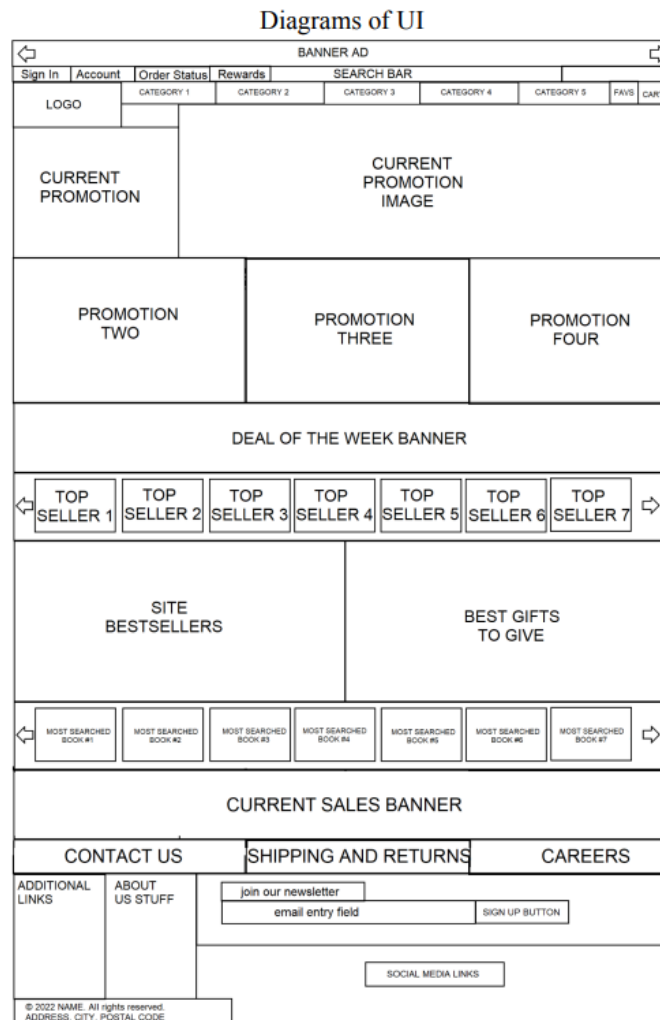 Diagrams of UI
BANNER AD
Sign In Account Order Status Rewards SEARCH BAR
LOGO
CATEGORY 1 CATEGORY 2 CATEGORY 3 CATEGORY 4 CATEGORY 5 FAVS CART
CURRENT
PROMOTION
CURRENT
PROMOTION
IMAGE
PROMOTION
TWO
PROMOTION
THREE
PROMOTION
FOUR
DEAL OF THE WEEK BANNER
TOP
SELLER 1
TOP
SELLER 2
TOP
SELLER 3
TOP
SELLER 4
TOP
SELLER 5
TOP
SELLER 6
TOP
SELLER 7
SITE
BESTSELLERS
BEST GIFTS
TO GIVE
MOST SEARCHED
BOOK #1
MOST SEARCHED
BOOK #2
MOST SEARCHED
BOOK #3
MOST SEARCHED
BOOK #4
MOST SEARCHED
BOOK #5
MOST SEARCHED
BOOK #6
MOST SEARCHED
BOOK #7
CURRENT SALES BANNER
CONTACT US SHIPPING AND RETURNS CAREERS
ADDITIONAL
LINKS
ABOUT
US STUFF
join our newsletter
email entry field SIGN UP BUTTON
SOCIAL MEDIA LINKS
© 2022 NAME. All rights reserved.
ADDRESS, CITY, POSTAL CODE